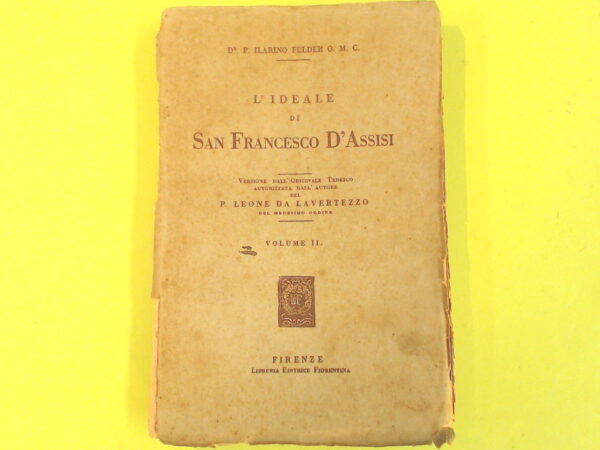 Dr. P. ILARINO FELDER O. M. C.
L'IDEALE
DI
SAN FRANCESCO D'ASSISI
VERSIONE DALL'ORIGINALE TEDESCO
AUTORIZZATA DALL'AUTORE
DEL
P. LEONE DA LAVERTEZZO
DEL MEDESIMO ORDINE
VOLUME II.
FIRENZE
LIBRERIA EDITRICE FIORENTINA